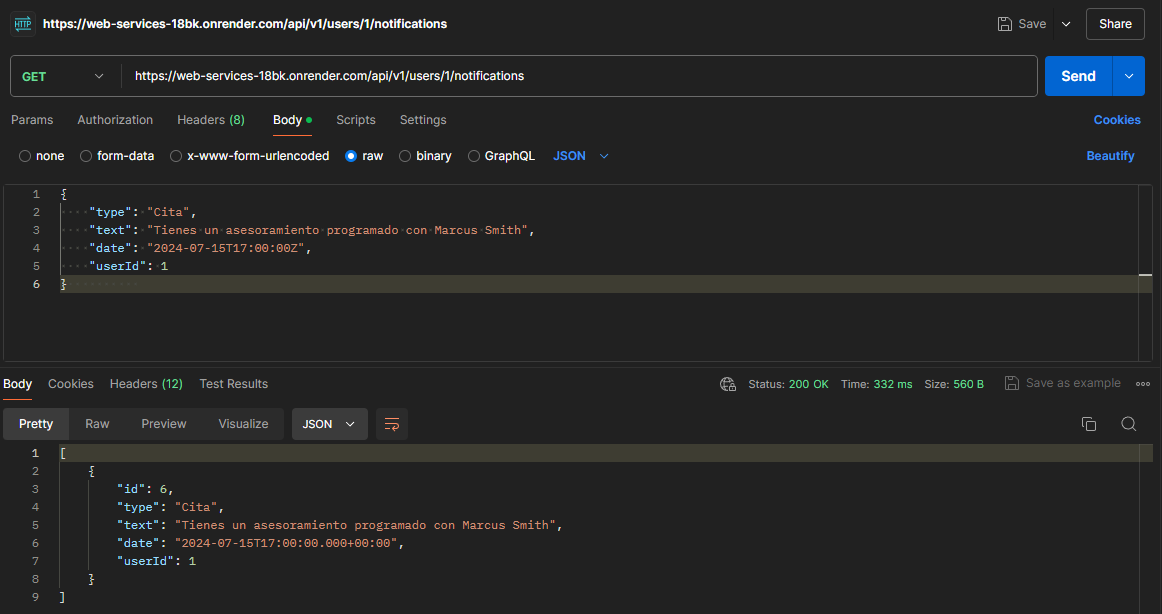 HTTP https://web-services-18bk.onrender.com/api/v1/users/1/notifications Save Share
GET https://web-services-18bk.onrender.com/api/v1/users/1/notifications Send
Params Authorization Headers (8) Body Scripts Settings Cookies
none form-data x-www-form-urlencoded raw binary GraphQL JSON Beautify
1 {
2 "type": "Cita",
3 "text": "Tienes un asesoramiento programado con Marcus Smith",
4 "date": "2024-07-15T17:00:00Z",
5 "userId": 1
6 }
Body Cookies Headers (12) Test Results Status: 200 OK Time: 332 ms Size: 560 B Save as example
Pretty Raw Preview Visualize JSON
1 [
2 {
3 "id": 6,
4 "type": "Cita",
5 "text": "Tienes un asesoramiento programado con Marcus Smith",
6 "date": "2024-07-15T17:00:00.000+00:00",
7 "userId": 1
8 }
9 ]